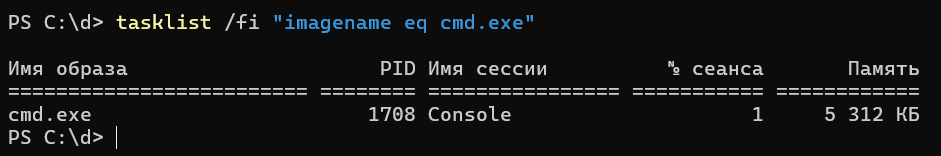 PS C:\d> tasklist /fi "imagename eq cmd.exe"
Имя образа                     PID Имя сессии          № сеанса       Память
========================= ======== ================ =========== ============
cmd.exe                       1708 Console                    1     5 312 КБ
PS C:\d>